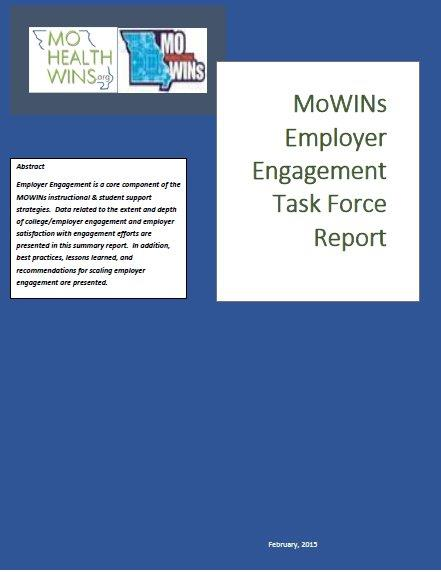 MO
HEALTH
WINS.org
MO
WINS
MoWINs
Employer
Engagement
Task Force
Report
Abstract
Employer Engagement is a core component of the
MOWINs instructional & student support
strategies. Data related to the extent and depth
of college/employer engagement and employer
satisfaction with engagement efforts are
presented in this summary report. In addition,
best practices, lessons learned, and
recommendations for scaling employer
engagement are presented.
February, 2015